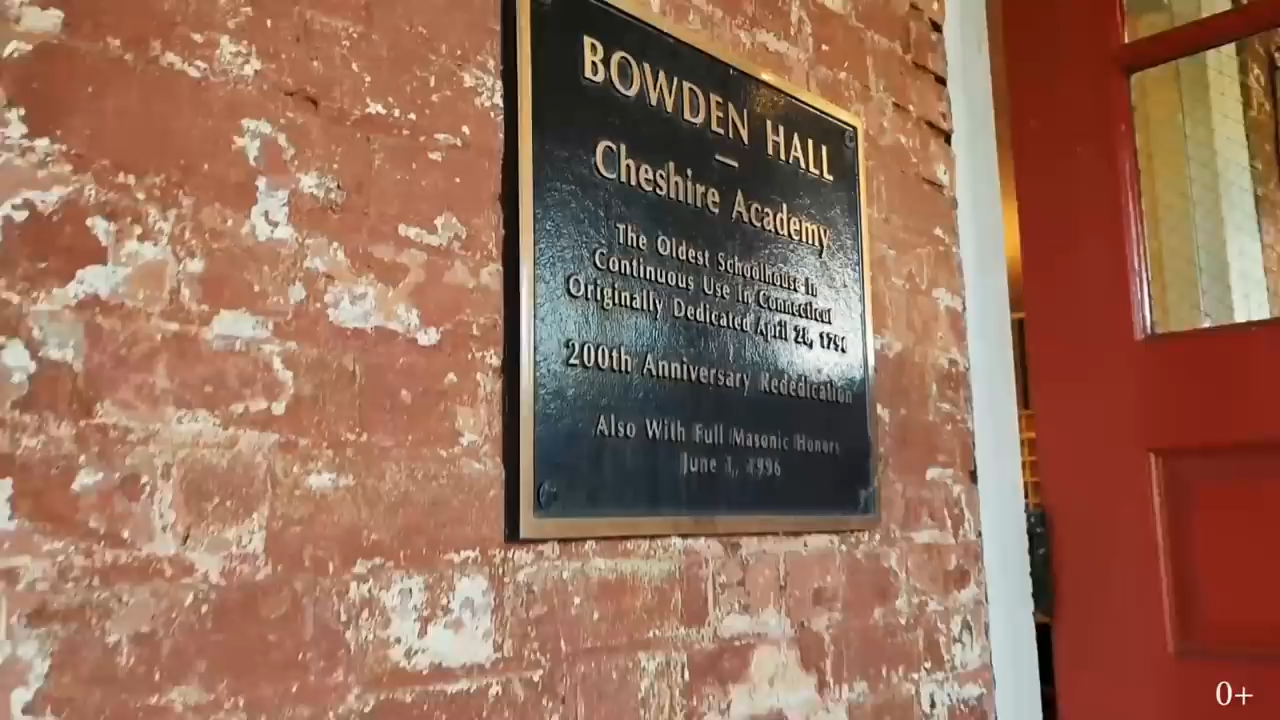 BOWDEN HALL
Cheshire Academy
The Oldest Schoolhouse In
Continuous Use In Connecticut
Originally Dedicated April 28, 1796
200th Anniversary Rededication
Also With Full Masonic Honors
June 1, 1996
0+